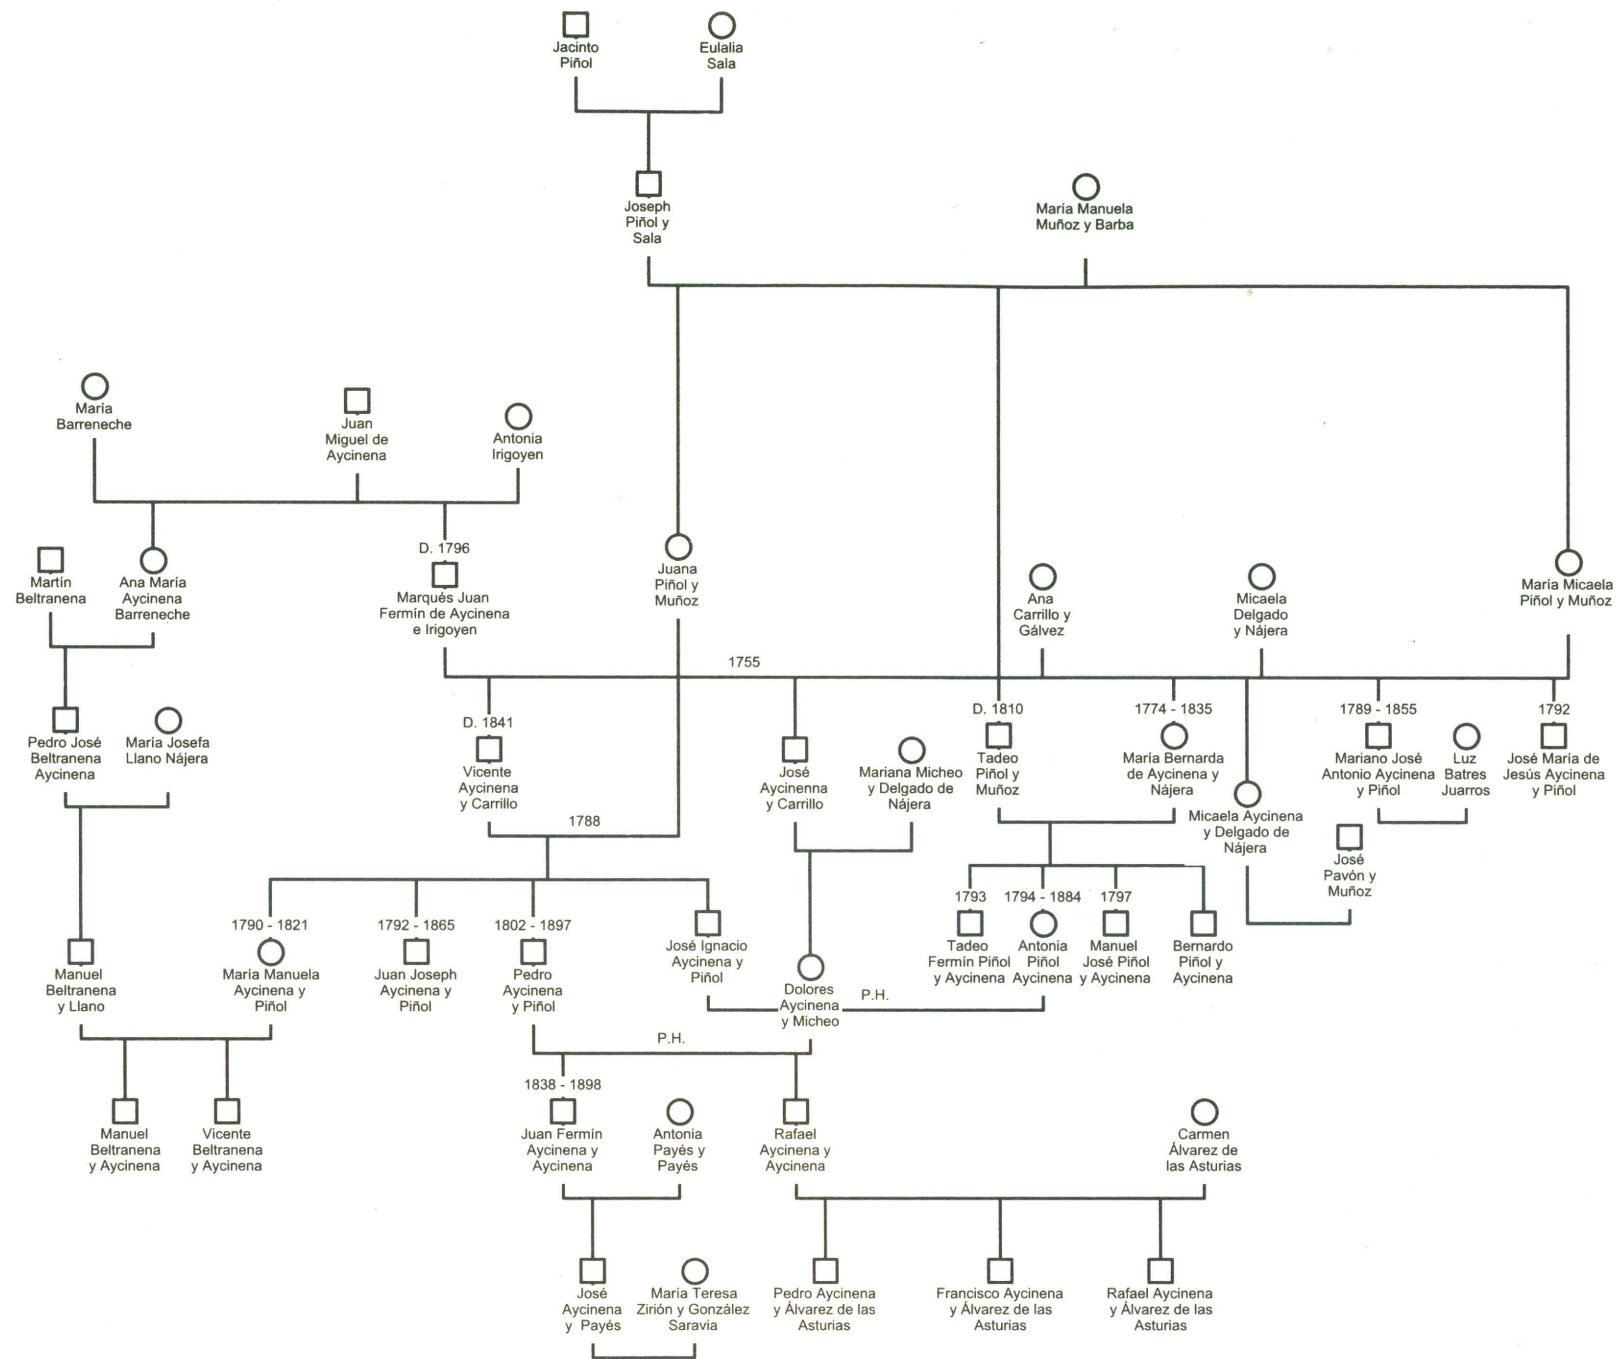 Jacinto
Piñol
Eulalia
Sala
Joseph
Piñol y
Sala
María Manuela
Muñoz y Barba
María
Barreneche
Juan
Miguel de
Aycinena
Antonia
Irigoyen
Martín
Beltranena
Ana María
Aycinena
Barreneche
D. 1796
Marqués Juan
Fermín de Aycinena
e Irigoyen
Juana
Piñol y
Muñoz
Ana
Carrillo y
Gálvez
Micaela
Delgado
y Nájera
María Micaela
Piñol y Muñoz
1755
Pedro José
Beltranena
Aycinena
María Josefa
Llano Nájera
D. 1841
Vicente
Aycinena
y Carrillo
José
Aycinenna
y Carrillo
Mariana Micheo
y Delgado de
Nájera
D. 1810
Tadeo
Piñol y
Muñoz
1774 - 1835
María Bernarda
de Aycinena y
Nájera
Micaela Aycinena
y Delgado de
Nájera
1789 - 1855
Mariano José
Antonio Aycinena
y Piñol
Luz
Batres
Juarros
1792
José María de
Jesús Aycinena
y Piñol
José
Pavón y
Muñoz
1788
Manuel
Beltranena
y Llano
1790 - 1821
María Manuela
Aycinena y
Piñol
1792 - 1865
Juan Joseph
Aycinena y
Piñol
1802 - 1897
Pedro
Aycinena
y Piñol
José Ignacio
Aycinena y
Piñol
Dolores
Aycinena
y Micheo
P.H.
1793
Tadeo
Fermín Piñol
y Aycinena
1794 - 1884
Antonia
Piñol
Aycinena
1797
Manuel
José Piñol
y Aycinena
Bernardo
Piñol y
Aycinena
P.H.
Manuel
Beltranena
y Aycinena
Vicente
Beltranena
y Aycinena
1838 - 1898
Juan Fermín
Aycinena y
Aycinena
Antonia
Payés y
Payés
Rafael
Aycinena y
Aycinena
Carmen
Álvarez de
las Asturias
José
Aycinena
y Payés
María Teresa
Zirión y González
Saravia
Pedro Aycinena
y Álvarez de las
Asturias
Francisco Aycinena
y Álvarez de las
Asturias
Rafael Aycinena
y Álvarez de las
Asturias